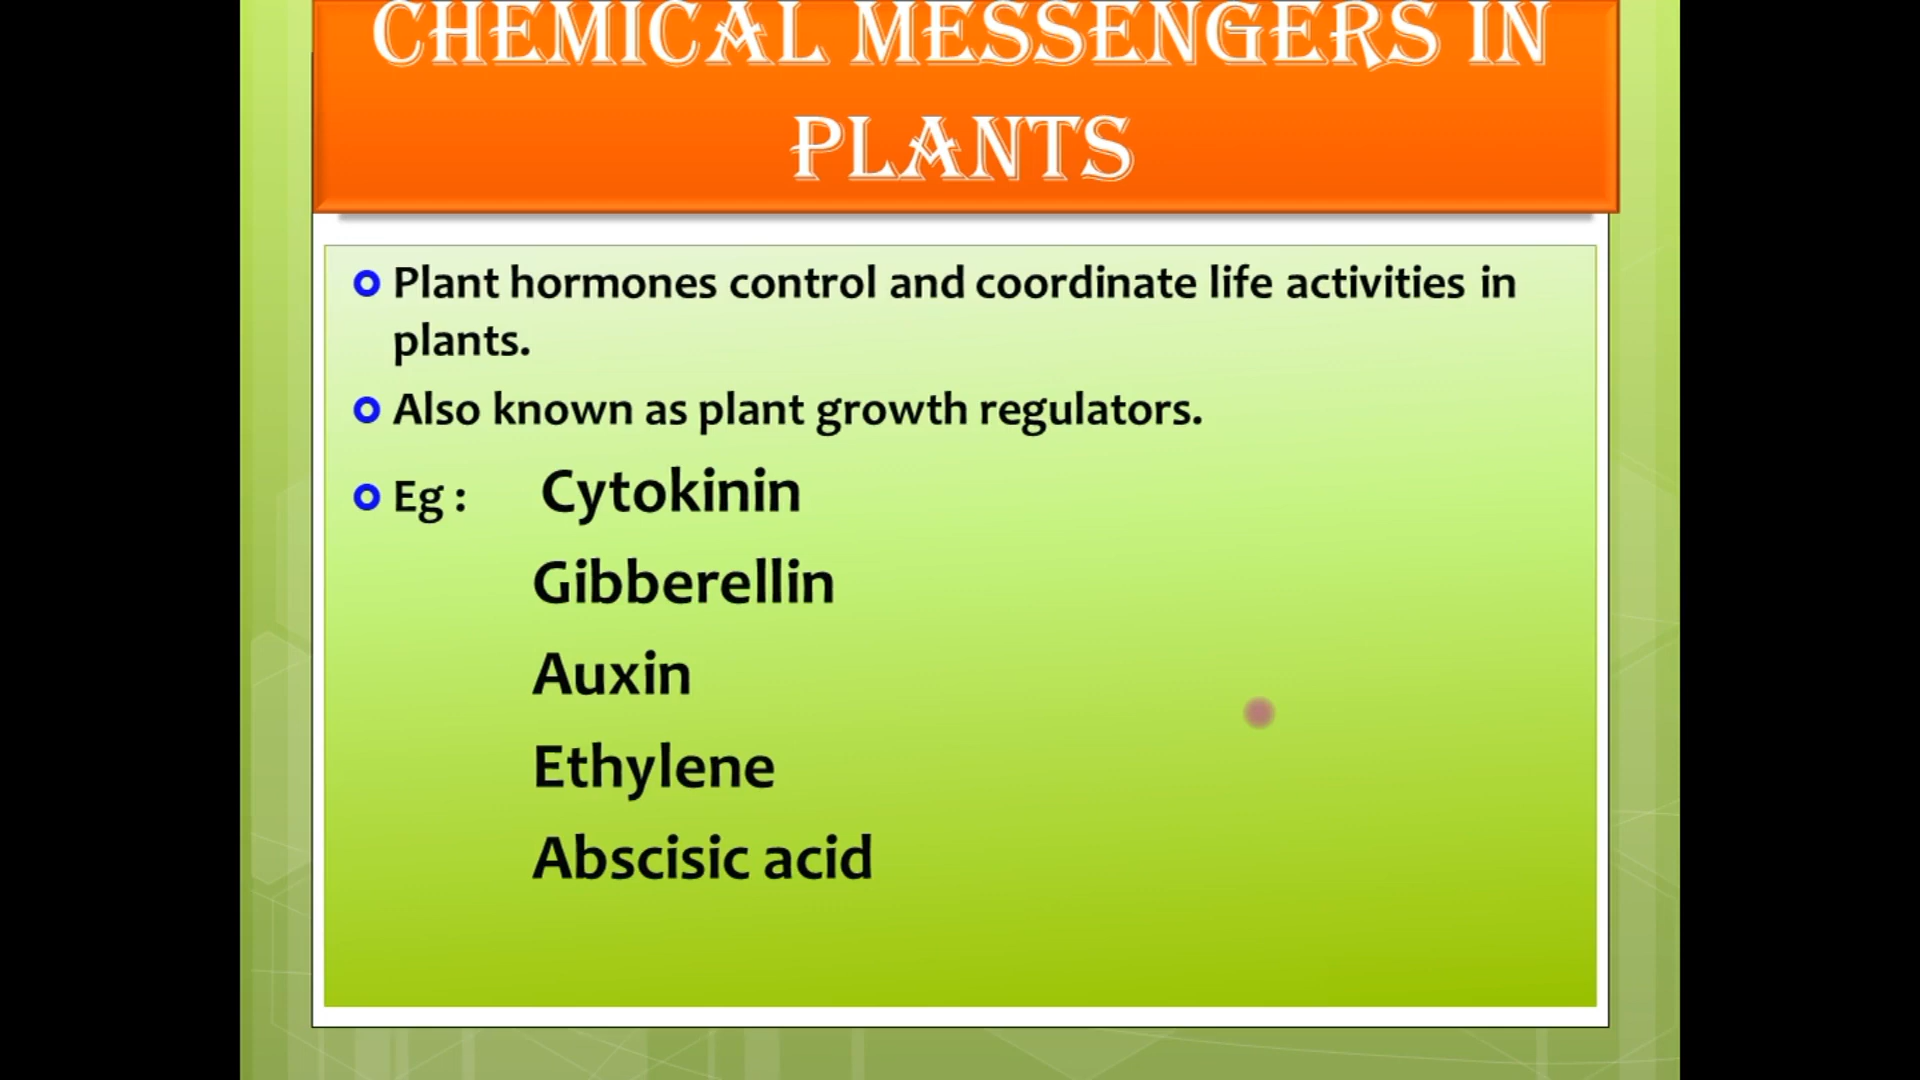 CHEMICAL MESSENGERS IN
PLANTS
Plant hormones control and coordinate life activities in
plants.
Also known as plant growth regulators.
Eg : Cytokinin
Gibberellin
Auxin
Ethylene
Abscisic acid